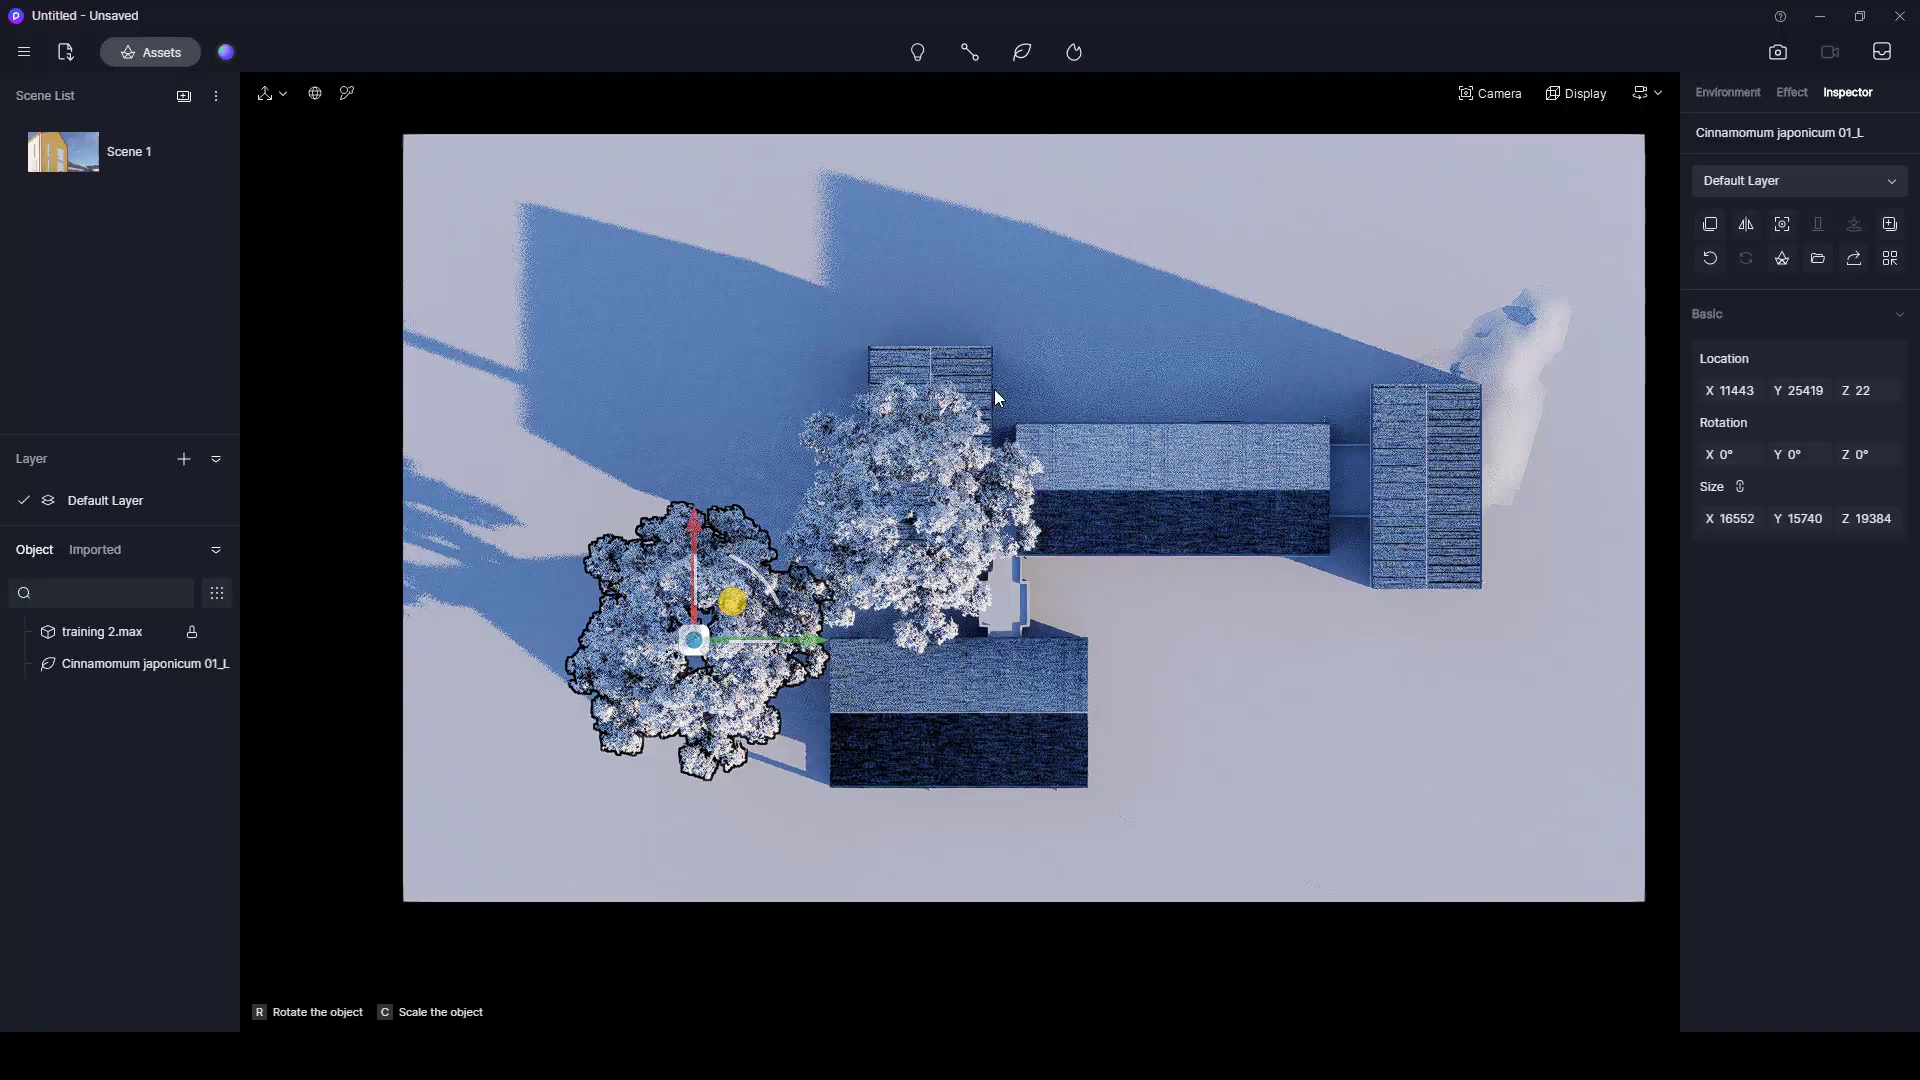 Untitled - Unsaved
Assets
Scene List
Scene 1
Layer
Default Layer
Object Imported
training 2.max
Cinnamomum japonicum 01_L
Camera Display
R Rotate the object C Scale the object
Environment Effect Inspector
Cinnamomum japonicum 01_L
Default Layer
Basic
Location
X 11443 Y 25419 Z 22
Rotation
X 0° Y 0° Z 0°
Size
X 16552 Y 15740 Z 19384